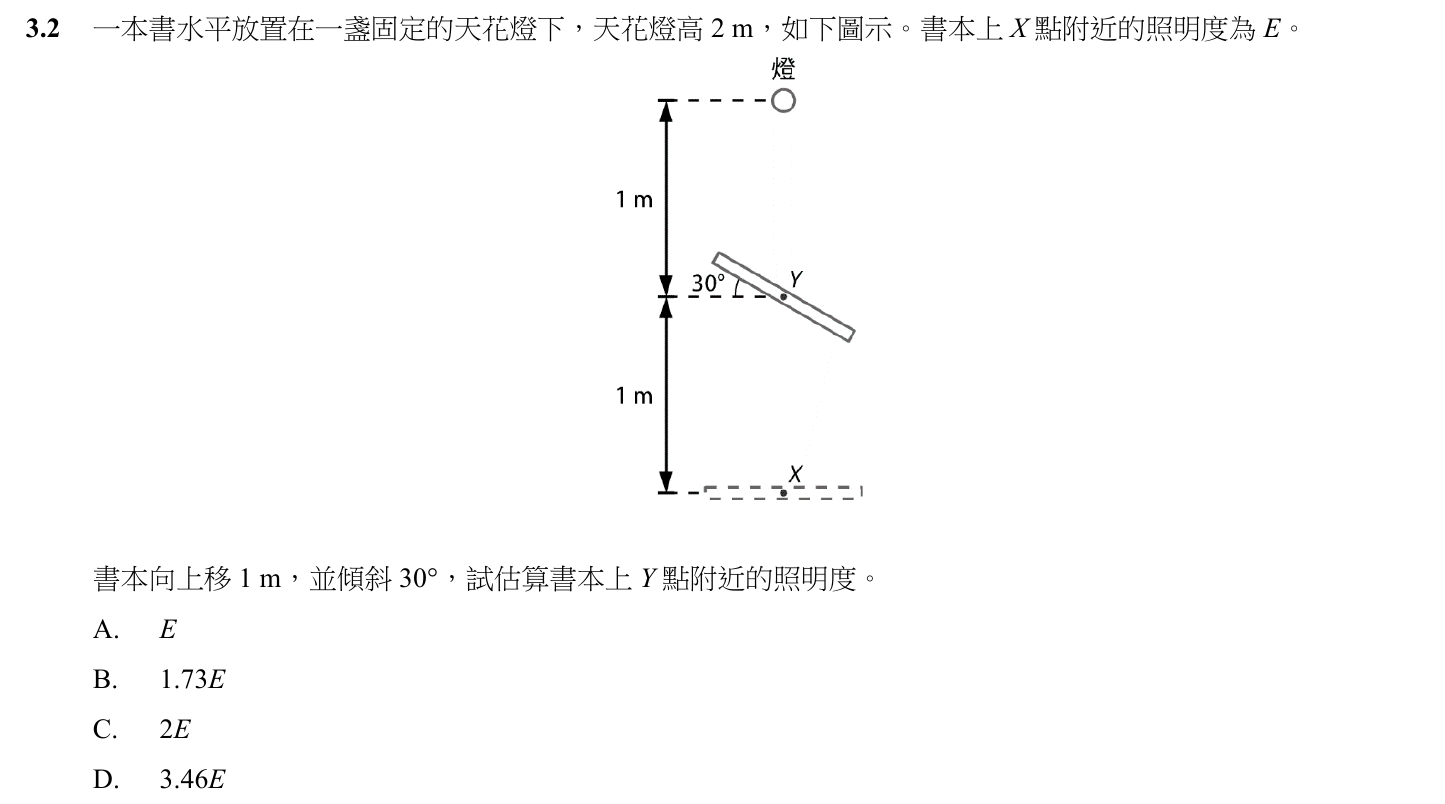 3.2 一本書水平放置在一盞固定的天花燈下，天花燈高 2 m，如下圖示。書本上 X 點附近的照明度為 E。
燈
1 m
30°
Y
1 m
X
書本向上移 1 m，並傾斜 30°，試估算書本上 Y 點附近的照明度。
A. E
B. 1.73E
C. 2E
D. 3.46E